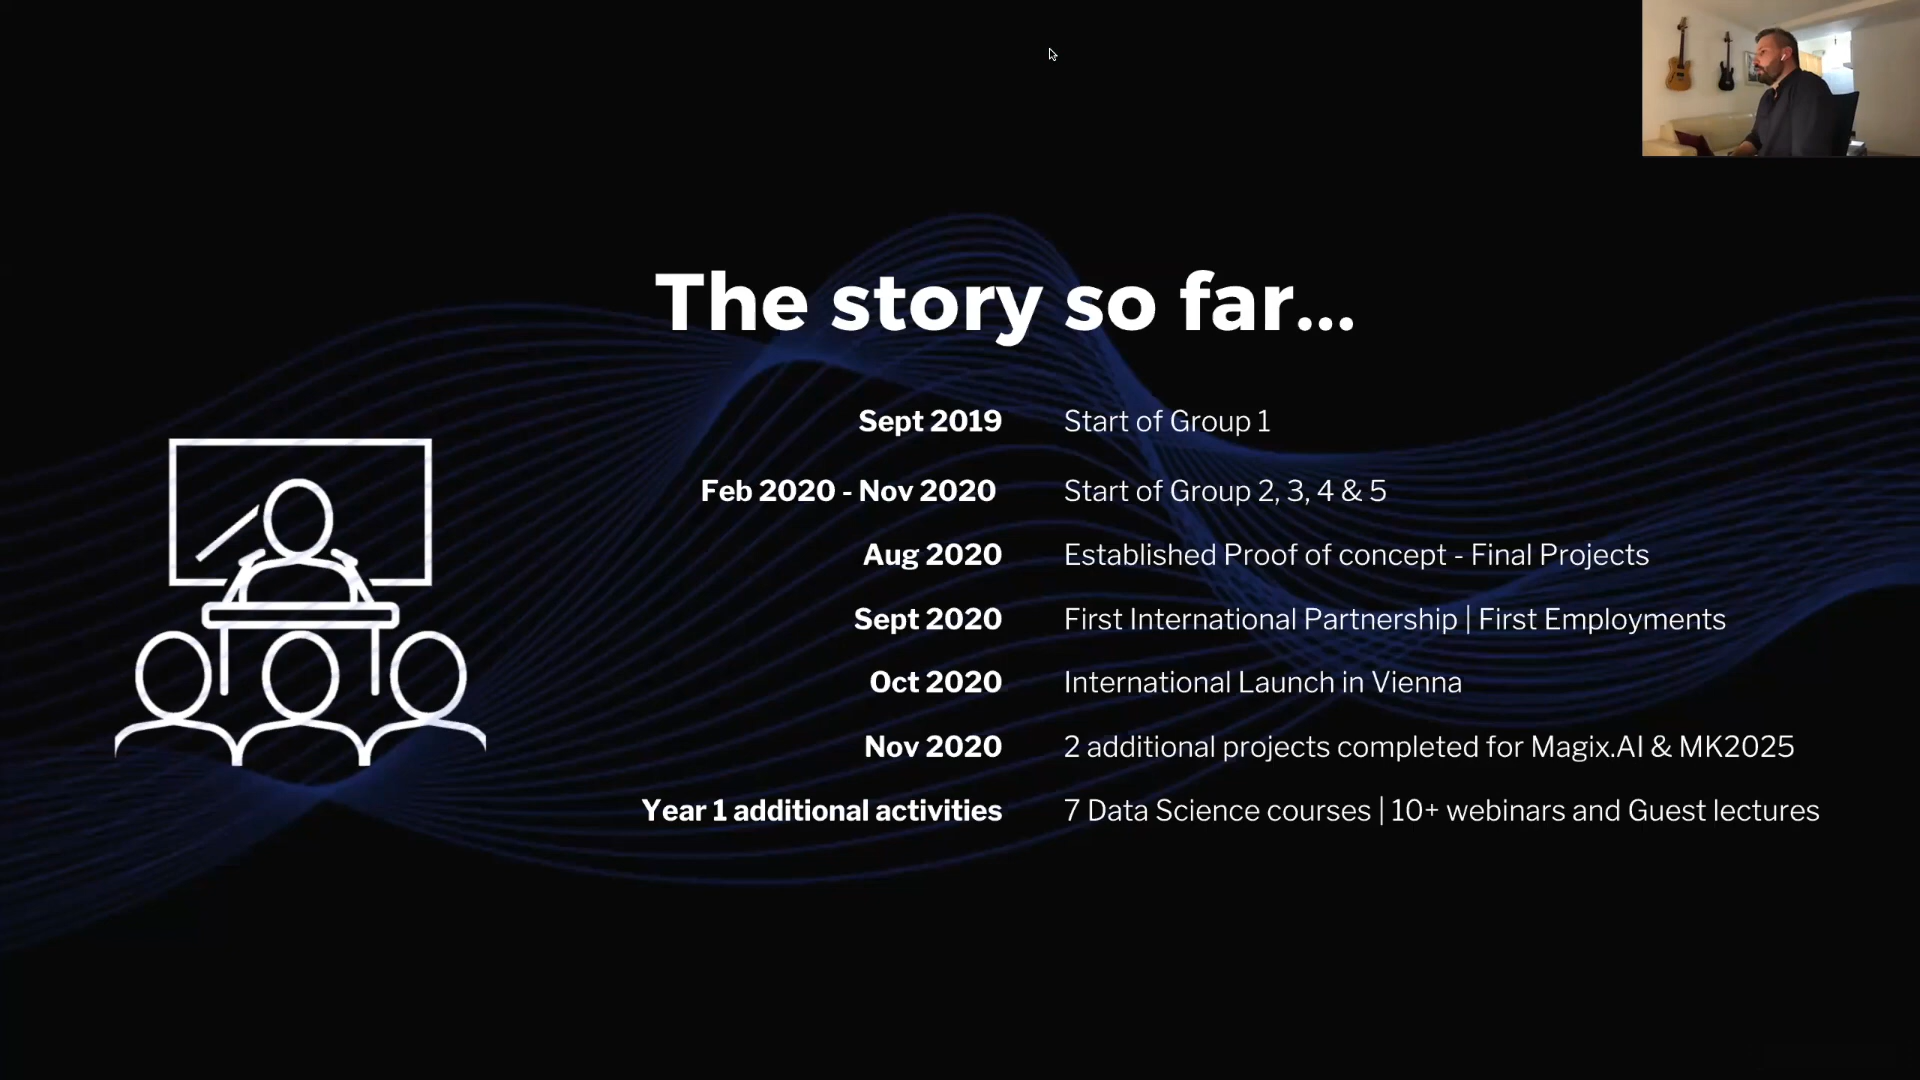 The story so far...
Sept 2019 Start of Group 1
Feb 2020 - Nov 2020 Start of Group 2, 3, 4 & 5
Aug 2020 Established Proof of concept - Final Projects
Sept 2020 First International Partnership | First Employments
Oct 2020 International Launch in Vienna
Nov 2020 2 additional projects completed for Magix.AI & MK2025
Year 1 additional activities 7 Data Science courses | 10+ webinars and Guest lectures